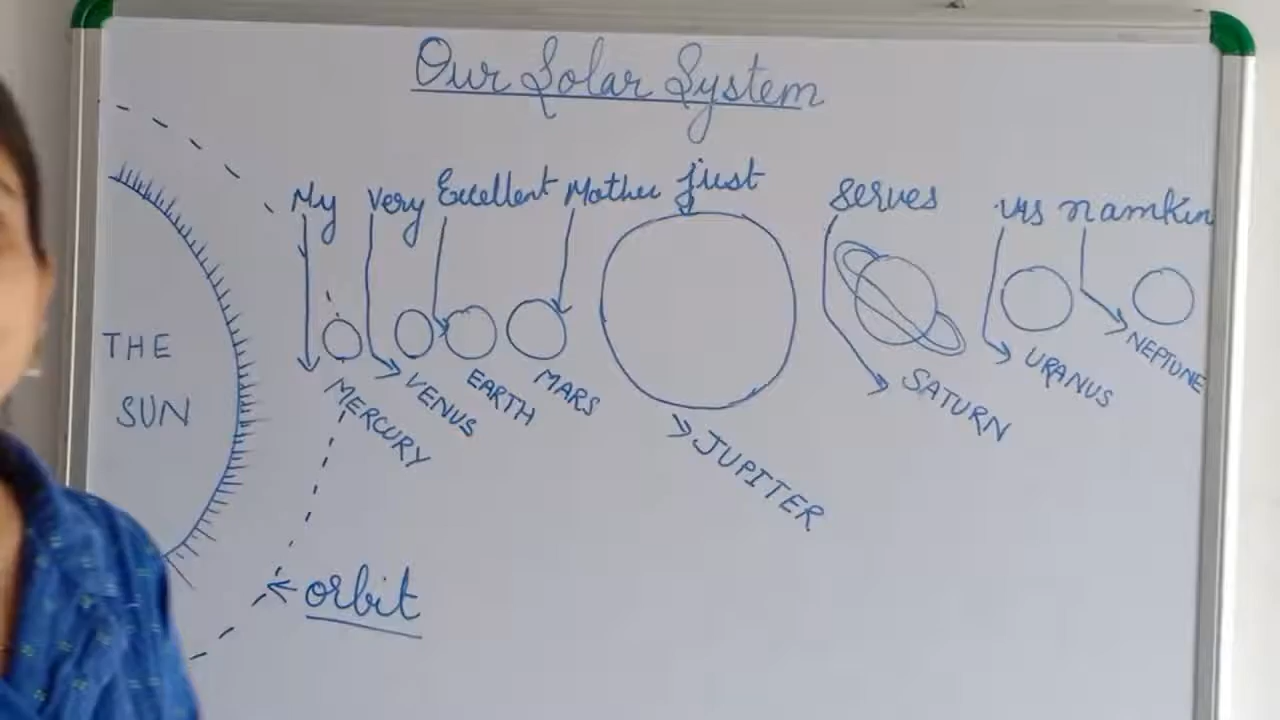 Our Solar System
My Very Excellent Mother just serves us namkin
THE
SUN
MERCURY
VENUS
EARTH
MARS
JUPITER
SATURN
URANUS
NEPTUNE
orbit